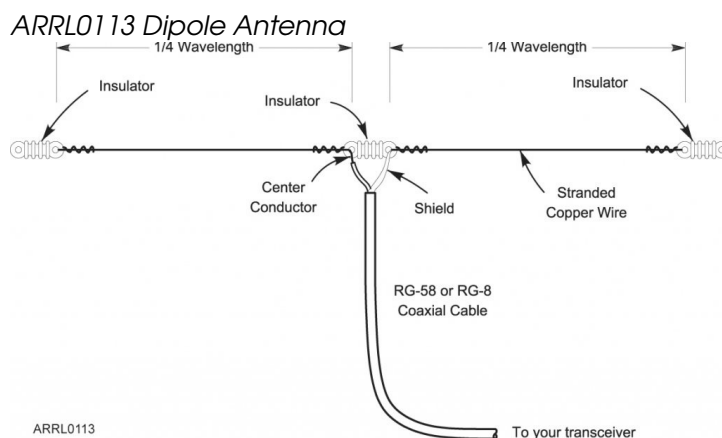 ARRL0113 Dipole Antenna
1/4 Wavelength
1/4 Wavelength
Insulator
Insulator
Insulator
Center
Conductor
Shield
Stranded
Copper Wire
RG-58 or RG-8
Coaxial Cable
ARRL0113
To your transceiver